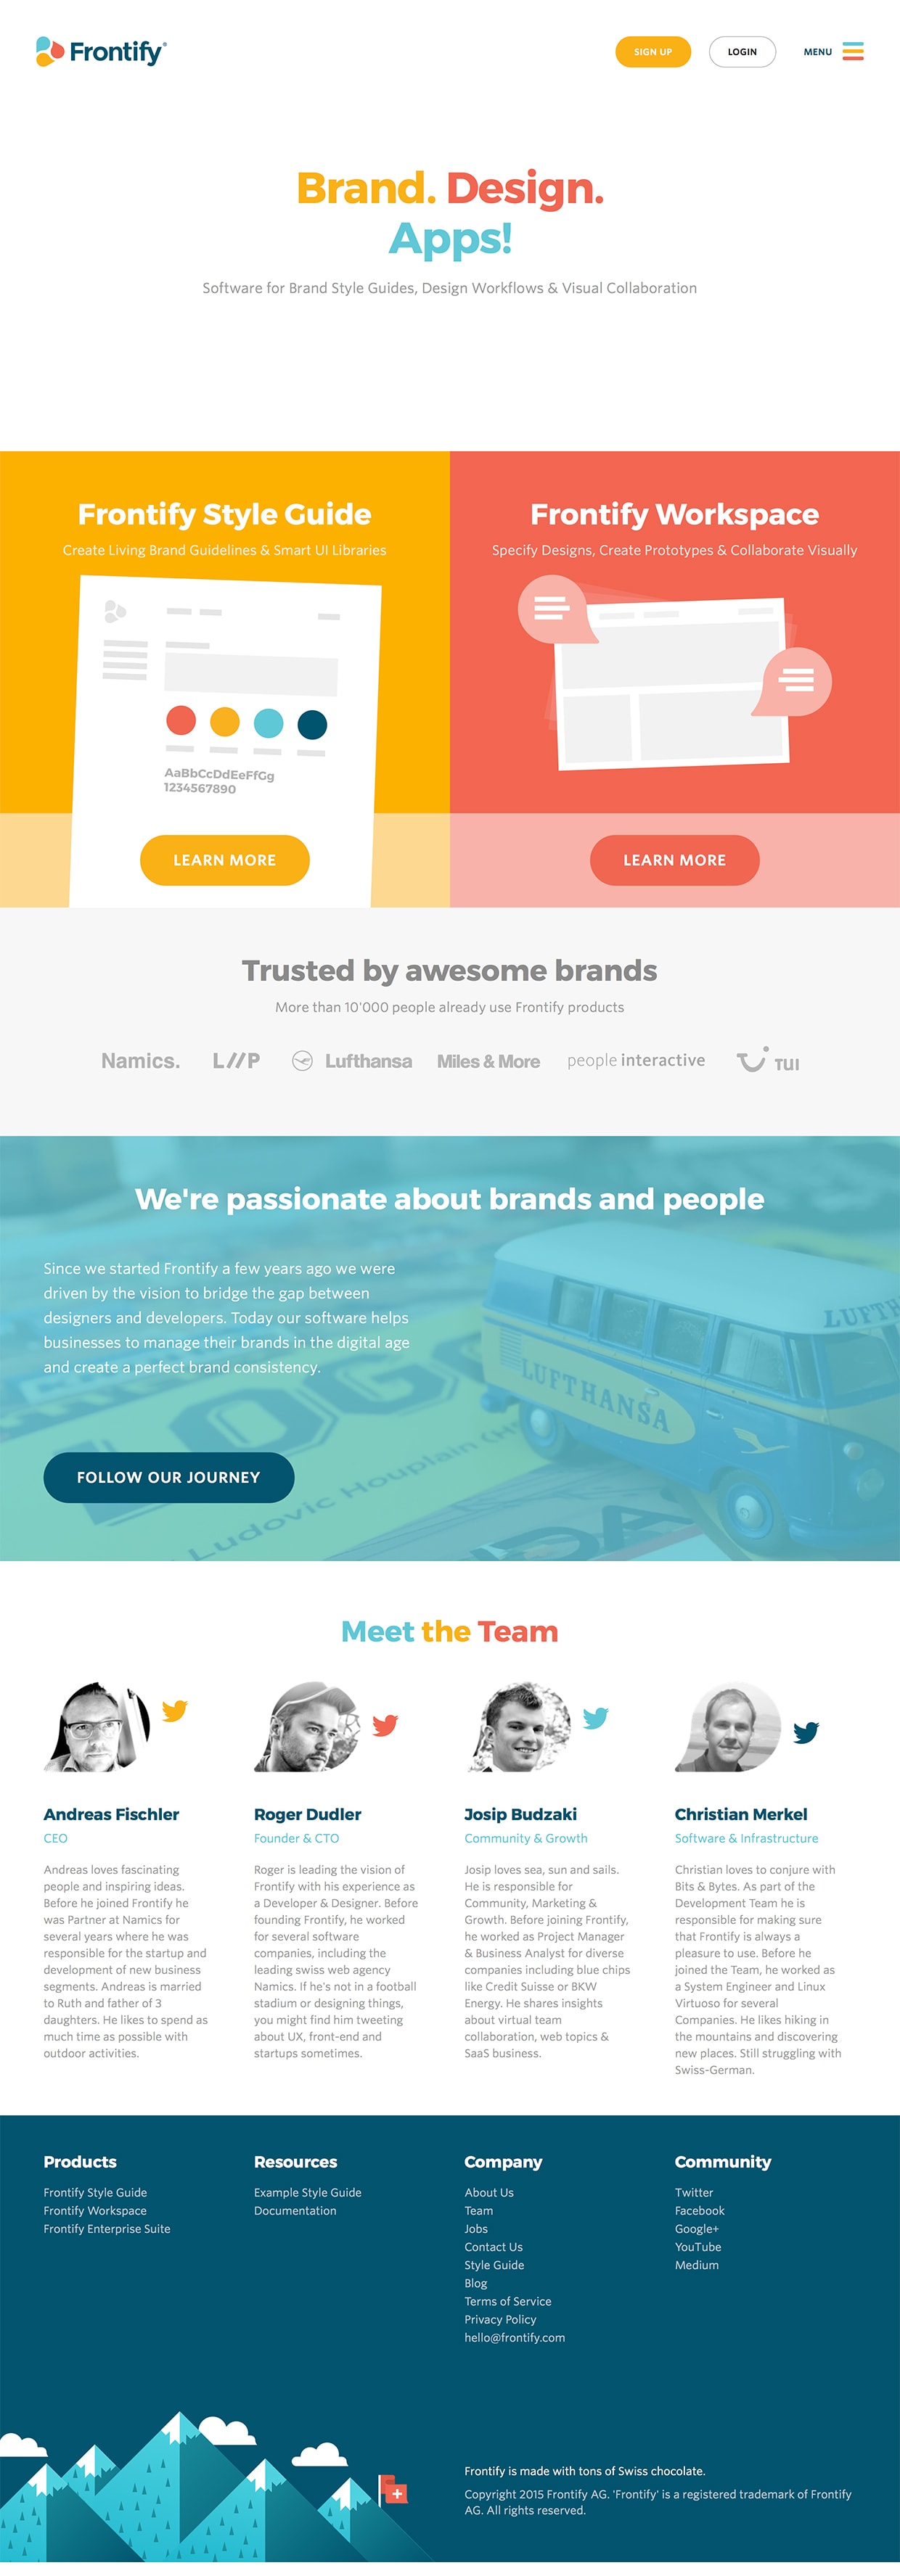 Frontify®
SIGN UP
LOGIN
MENU
Brand. Design.
Apps!
Software for Brand Style Guides, Design Workflows & Visual Collaboration
Frontify Style Guide
Create Living Brand Guidelines & Smart UI Libraries
AaBbCcDdEeFfGg
1234567890
LEARN MORE
Frontify Workspace
Specify Designs, Create Prototypes & Collaborate Visually
LEARN MORE
Trusted by awesome brands
More than 10'000 people already use Frontify products
Namics.
LIIP
Lufthansa
Miles & More
people interactive
TUI
We're passionate about brands and people
Since we started Frontify a few years ago we were
driven by the vision to bridge the gap between
designers and developers. Today our software helps
businesses to manage their brands in the digital age
and create a perfect brand consistency.
LUFTH
LUFTHANSA
FOLLOW OUR JOURNEY
Ludovic Houplain
Meet the Team
Andreas Fischler
CEO
Andreas loves fascinating
people and inspiring ideas.
Before he joined Frontify he
was Partner at Namics for
several years where he was
responsible for the startup and
development of new business
segments. Andreas is married
to Ruth and father of 3
daughters. He likes to spend as
much time as possible with
outdoor activities.
Roger Dudler
Founder & CTO
Roger is leading the vision of
Frontify with his experience as
a Developer & Designer. Before
founding Frontify, he worked
for several software
companies, including the
leading swiss web agency
Namics. If he's not in a football
stadium or designing things,
you might find him tweeting
about UX, front-end and
startups sometimes.
Josip Budzaki
Community & Growth
Josip loves sea, sun and sails.
He is responsible for
Community, Marketing &
Growth. Before joining Frontify,
he worked as Project Manager
& Business Analyst for diverse
companies including blue chips
like Credit Suisse or BKW
Energy. He shares insights
about virtual team
collaboration, web topics &
SaaS business.
Christian Merkel
Software & Infrastructure
Christian loves to conjure with
Bits & Bytes. As part of the
Development Team he is
responsible for making sure
that Frontify is always a
pleasure to use. Before he
joined the Team, he worked as
a System Engineer and Linux
Virtuoso for several
Companies. He likes hiking in
the mountains and discovering
new places. Still struggling with
Swiss-German.
Products
Frontify Style Guide
Frontify Workspace
Frontify Enterprise Suite
Resources
Example Style Guide
Documentation
Company
About Us
Team
Jobs
Contact Us
Style Guide
Blog
Terms of Service
Privacy Policy
hello@frontify.com
Community
Twitter
Facebook
Google+
YouTube
Medium
Frontify is made with tons of Swiss chocolate.
Copyright 2015 Frontify AG. 'Frontify' is a registered trademark of Frontify
AG. All rights reserved.